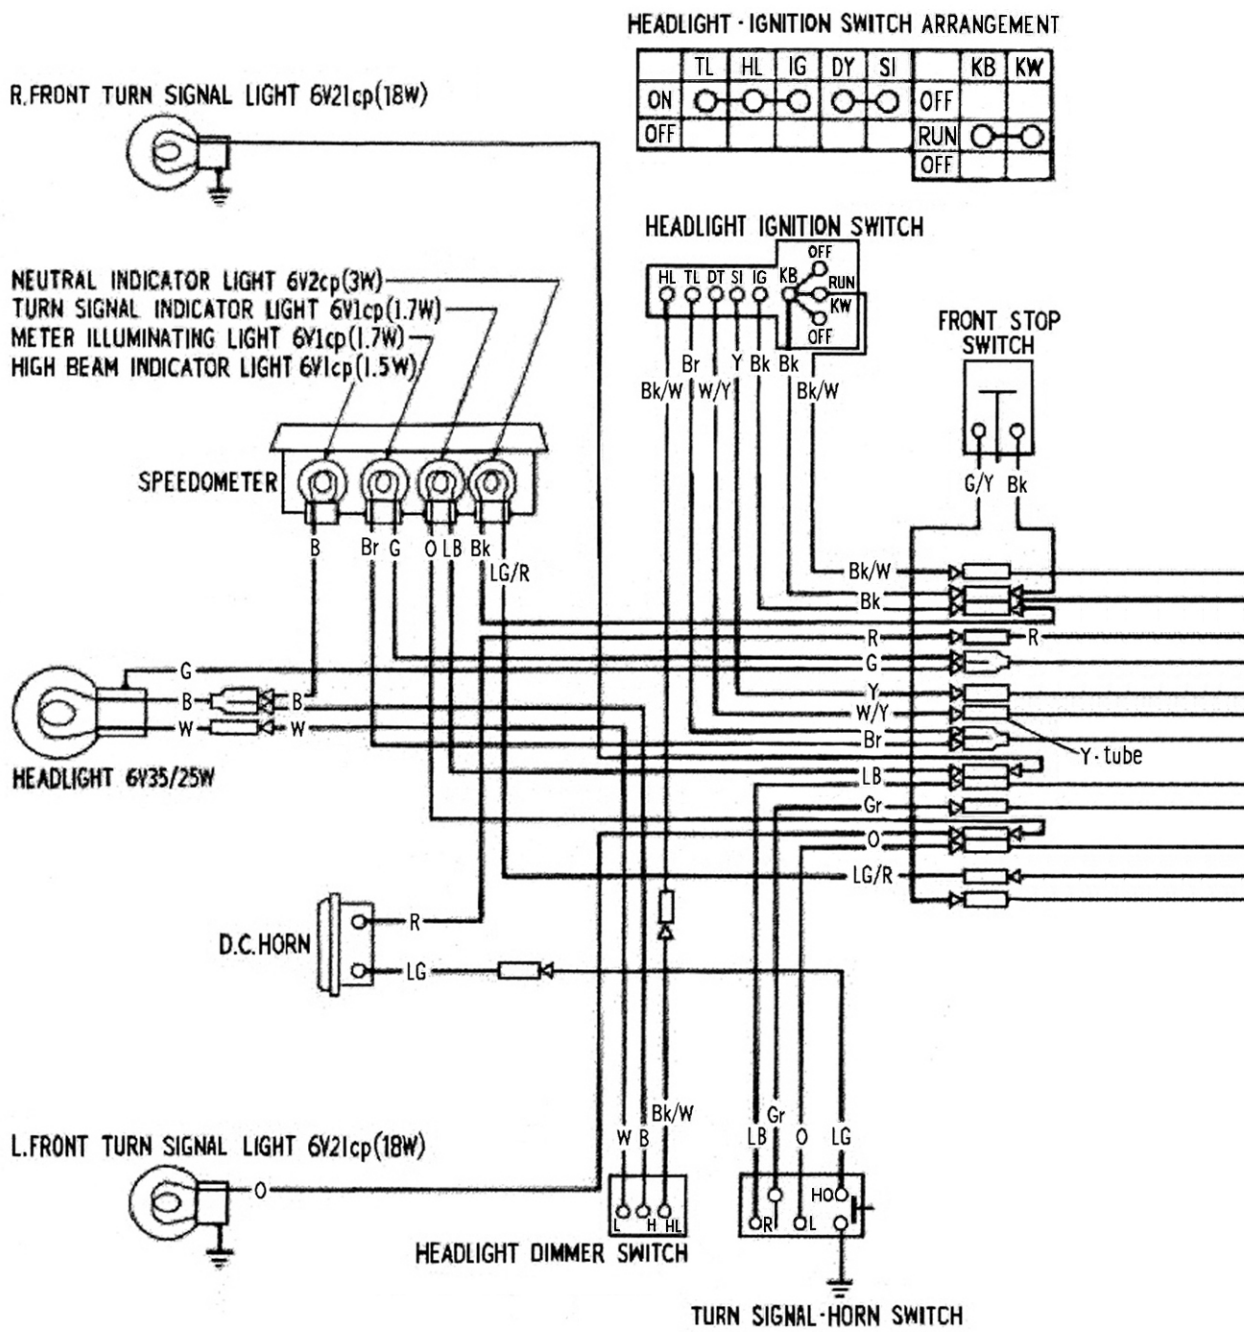 HEADLIGHT · IGNITION SWITCH ARRANGEMENT
TL HL IG DY SI KB KW
ON OFF
OFF RUN
OFF
R.FRONT TURN SIGNAL LIGHT 6V21cp(18W)
HEADLIGHT IGNITION SWITCH
HL TL DT SI IG KB
OFF
RUN
KW
OFF
NEUTRAL INDICATOR LIGHT 6V2cp(3W)
TURN SIGNAL INDICATOR LIGHT 6V1cp(1.7W)
METER ILLUMINATING LIGHT 6V1cp(1.7W)
HIGH BEAM INDICATOR LIGHT 6V1cp(1.5W)
FRONT STOP
SWITCH
Br Y Bk Bk
Bk/W W/Y Bk/W
SPEEDOMETER
G/Y Bk
B Br G O LB Bk
LG/R
Bk/W
Bk
R R
G G
Y
B B
W/Y
W W
Br
Y·tube
HEADLIGHT 6V35/25W
LB
Gr
O
LG/R
R
D.C.HORN
LG
Bk/W Gr
W B LB O LG
L.FRONT TURN SIGNAL LIGHT 6V21cp(18W)
O
HO
L H HL R L
HEADLIGHT DIMMER SWITCH
TURN SIGNAL·HORN SWITCH